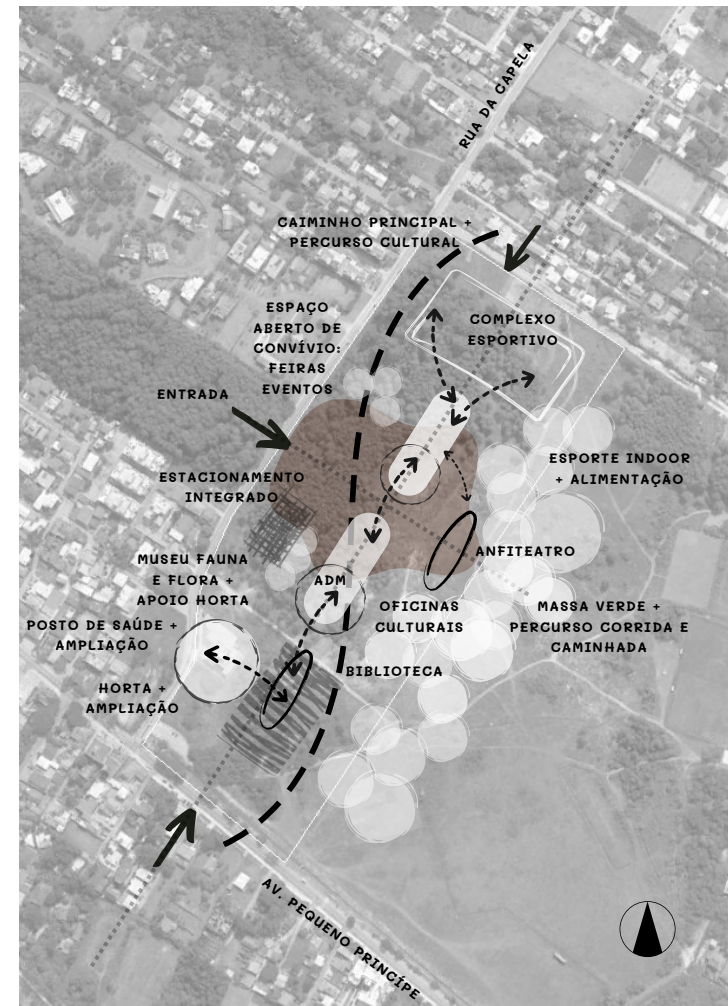 RUA DA CAPELA
CAIMINHO PRINCIPAL +
PERCURSO CULTURAL
ESPAÇO
ABERTO DE
CONVÍVIO:
FEIRAS
EVENTOS
COMPLEXO
ESPORTIVO
ENTRADA
ESTACIONAMENTO
INTEGRADO
ESPORTE INDOOR
+ ALIMENTAÇÃO
ANFITEATRO
MUSEU FAUNA
E FLORA +
APOIO HORTA
ADM
OFICINAS
CULTURAIS
MASSA VERDE +
PERCURSO CORRIDA E
CAMINHADA
POSTO DE SAÚDE +
AMPLIAÇÃO
BIBLIOTECA
HORTA +
AMPLIAÇÃO
AV. PEQUENO PRINCÍPE